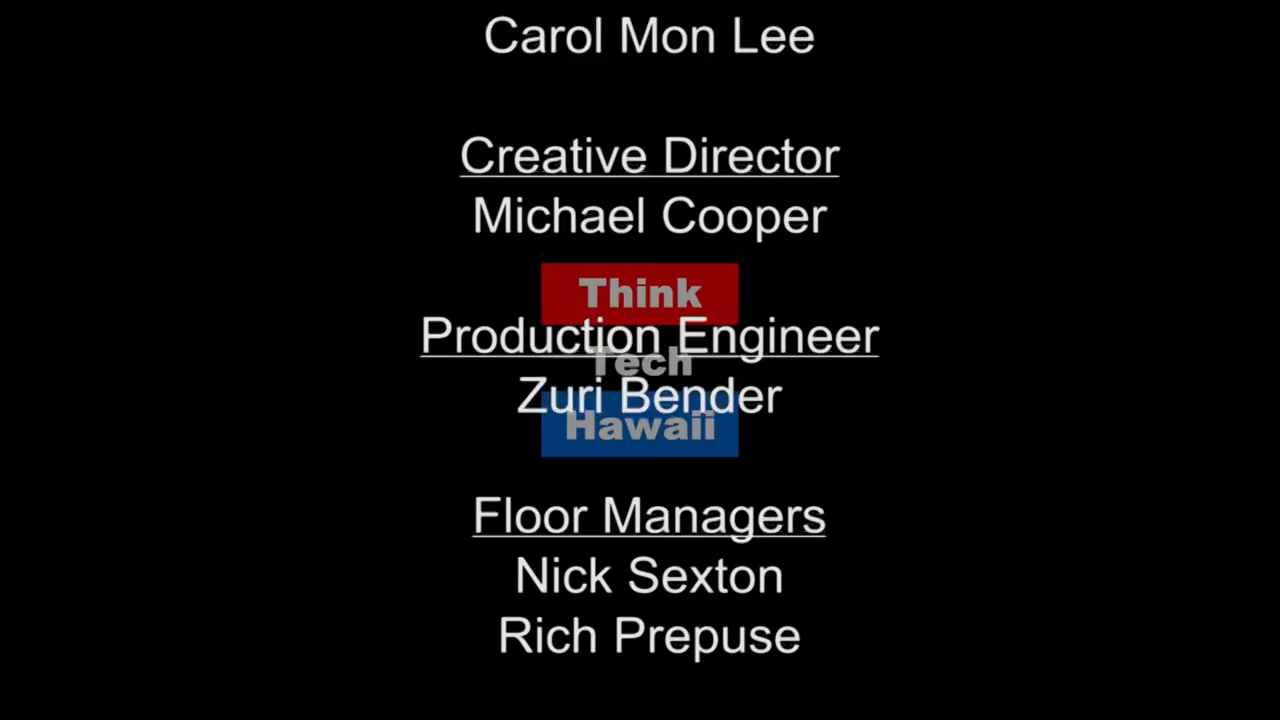 Carol Mon Lee
Creative Director
Michael Cooper
Think
Production Engineer
Tech
Zuri Bender
Hawaii
Floor Managers
Nick Sexton
Rich Prepuse